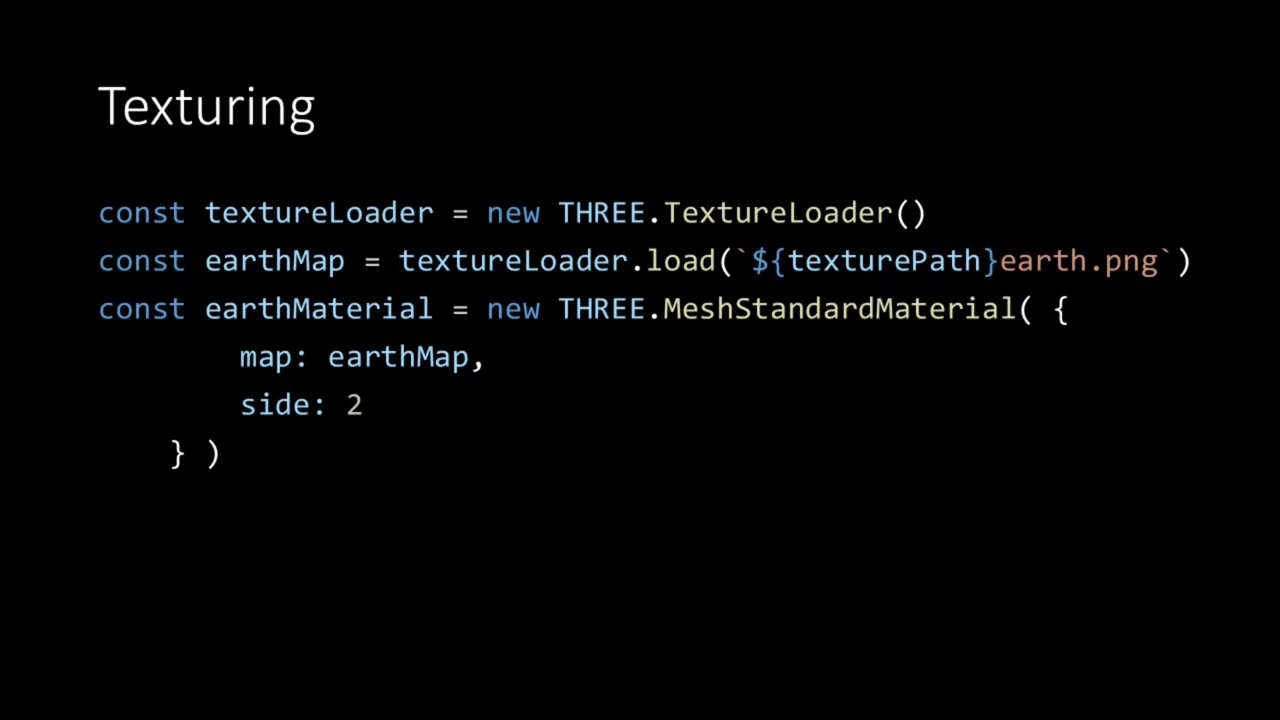 Texturing
const textureLoader = new THREE.TextureLoader()
const earthMap = textureLoader.load(`${texturePath}earth.png`)
const earthMaterial = new THREE.MeshStandardMaterial( {
map: earthMap,
side: 2
} )